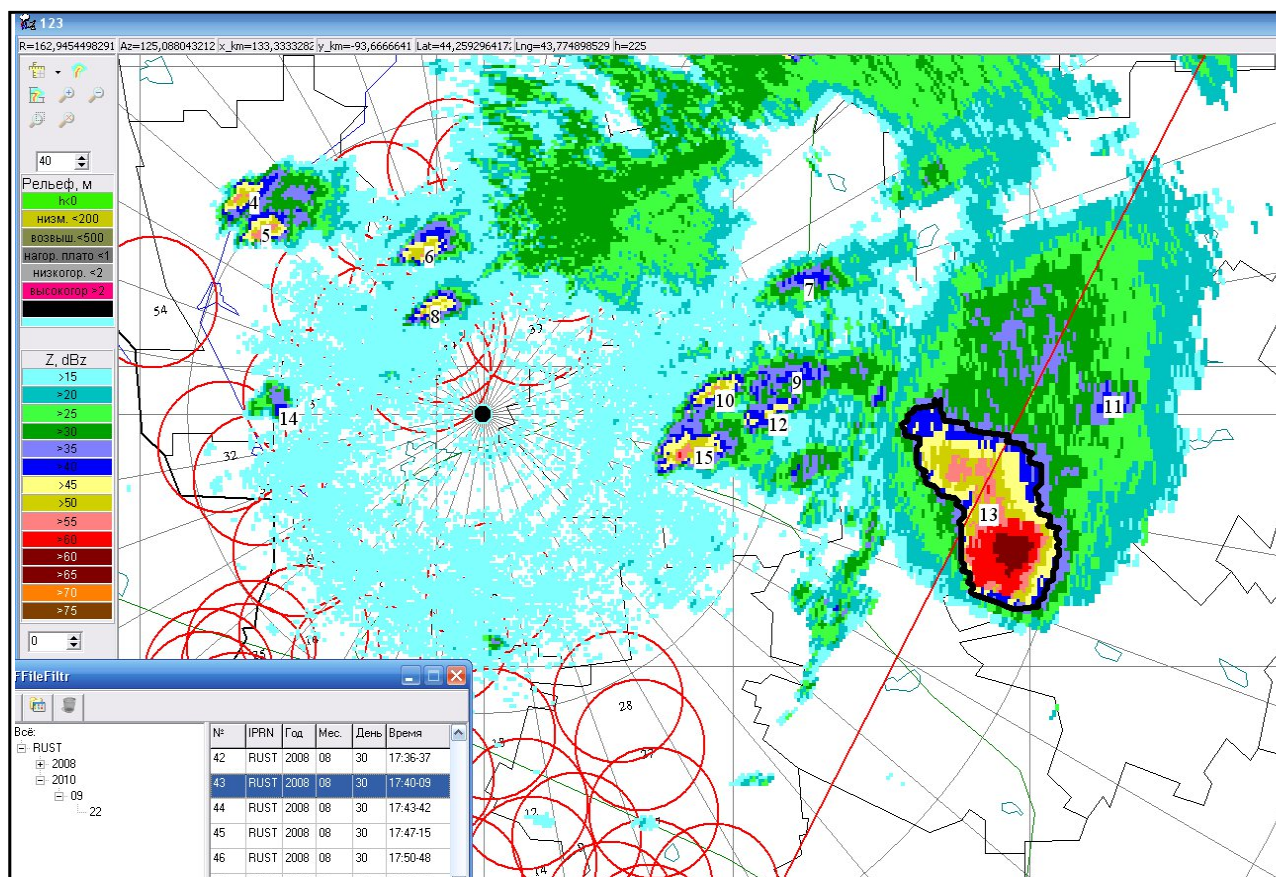 123
R=162,9454498291 Az=125,088043212 x_km=133,3333282 y_km=-93,6666641 Lat=44,2592964172 Lng=43,774898529 h=225
40
Рельеф, м
h<0
низм. <200
возвыш.<500
нагор. плато <1
низкогор. <2
высокогор >2
Z, dBz
>15
>20
>25
>30
>35
>40
>45
>50
>55
>60
>60
>65
>70
>75
0
4
5
6
7
8
9
10
11
12
13
14
15
54
33
32
28
27
14
FFileFiltr
Всё:
RUST
2008
2010
09
22
№ IPRN Год Мес. День Время
42 RUST 2008 08 30 17:36-37
43 RUST 2008 08 30 17:40-09
44 RUST 2008 08 30 17:43-42
45 RUST 2008 08 30 17:47-15
46 RUST 2008 08 30 17:50-48